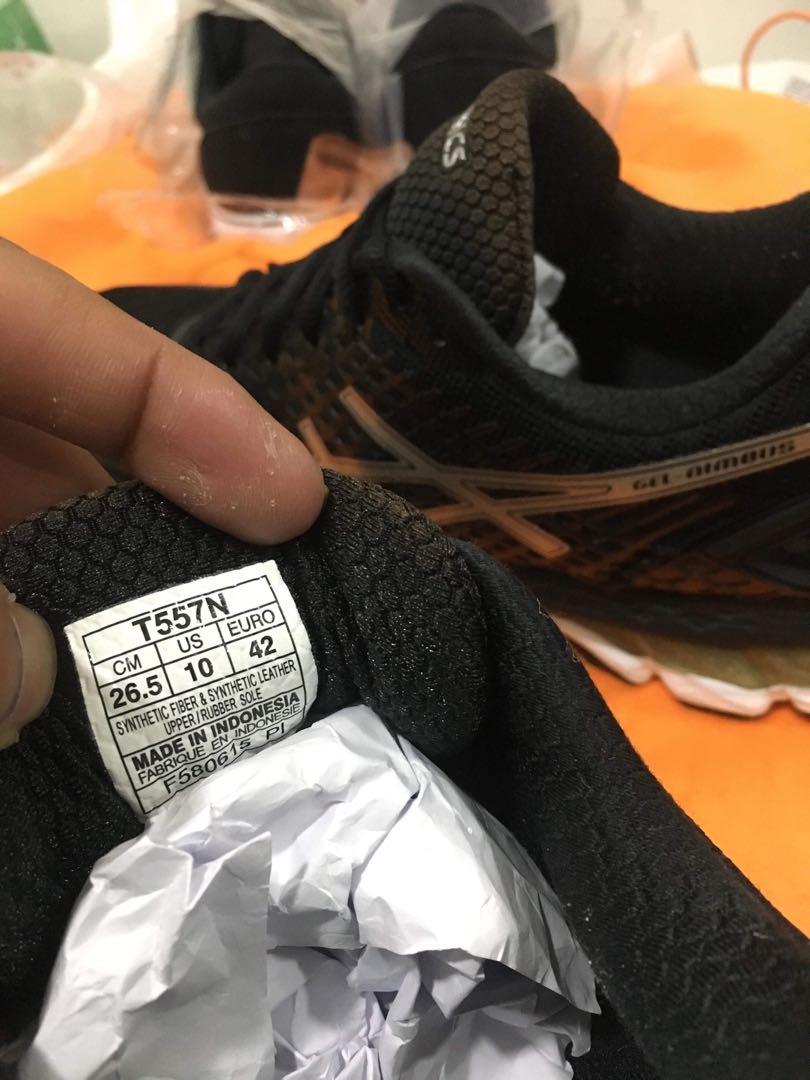 SICS
GEL-NIMBUS
T557N
CM US EURO
26.5 10 42
SYNTHETIC FIBER & SYNTHETIC LEATHER
UPPER/RUBBER SOLE
MADE IN INDONESIA
FABRIQUE EN INDONESIE
F580615 PI